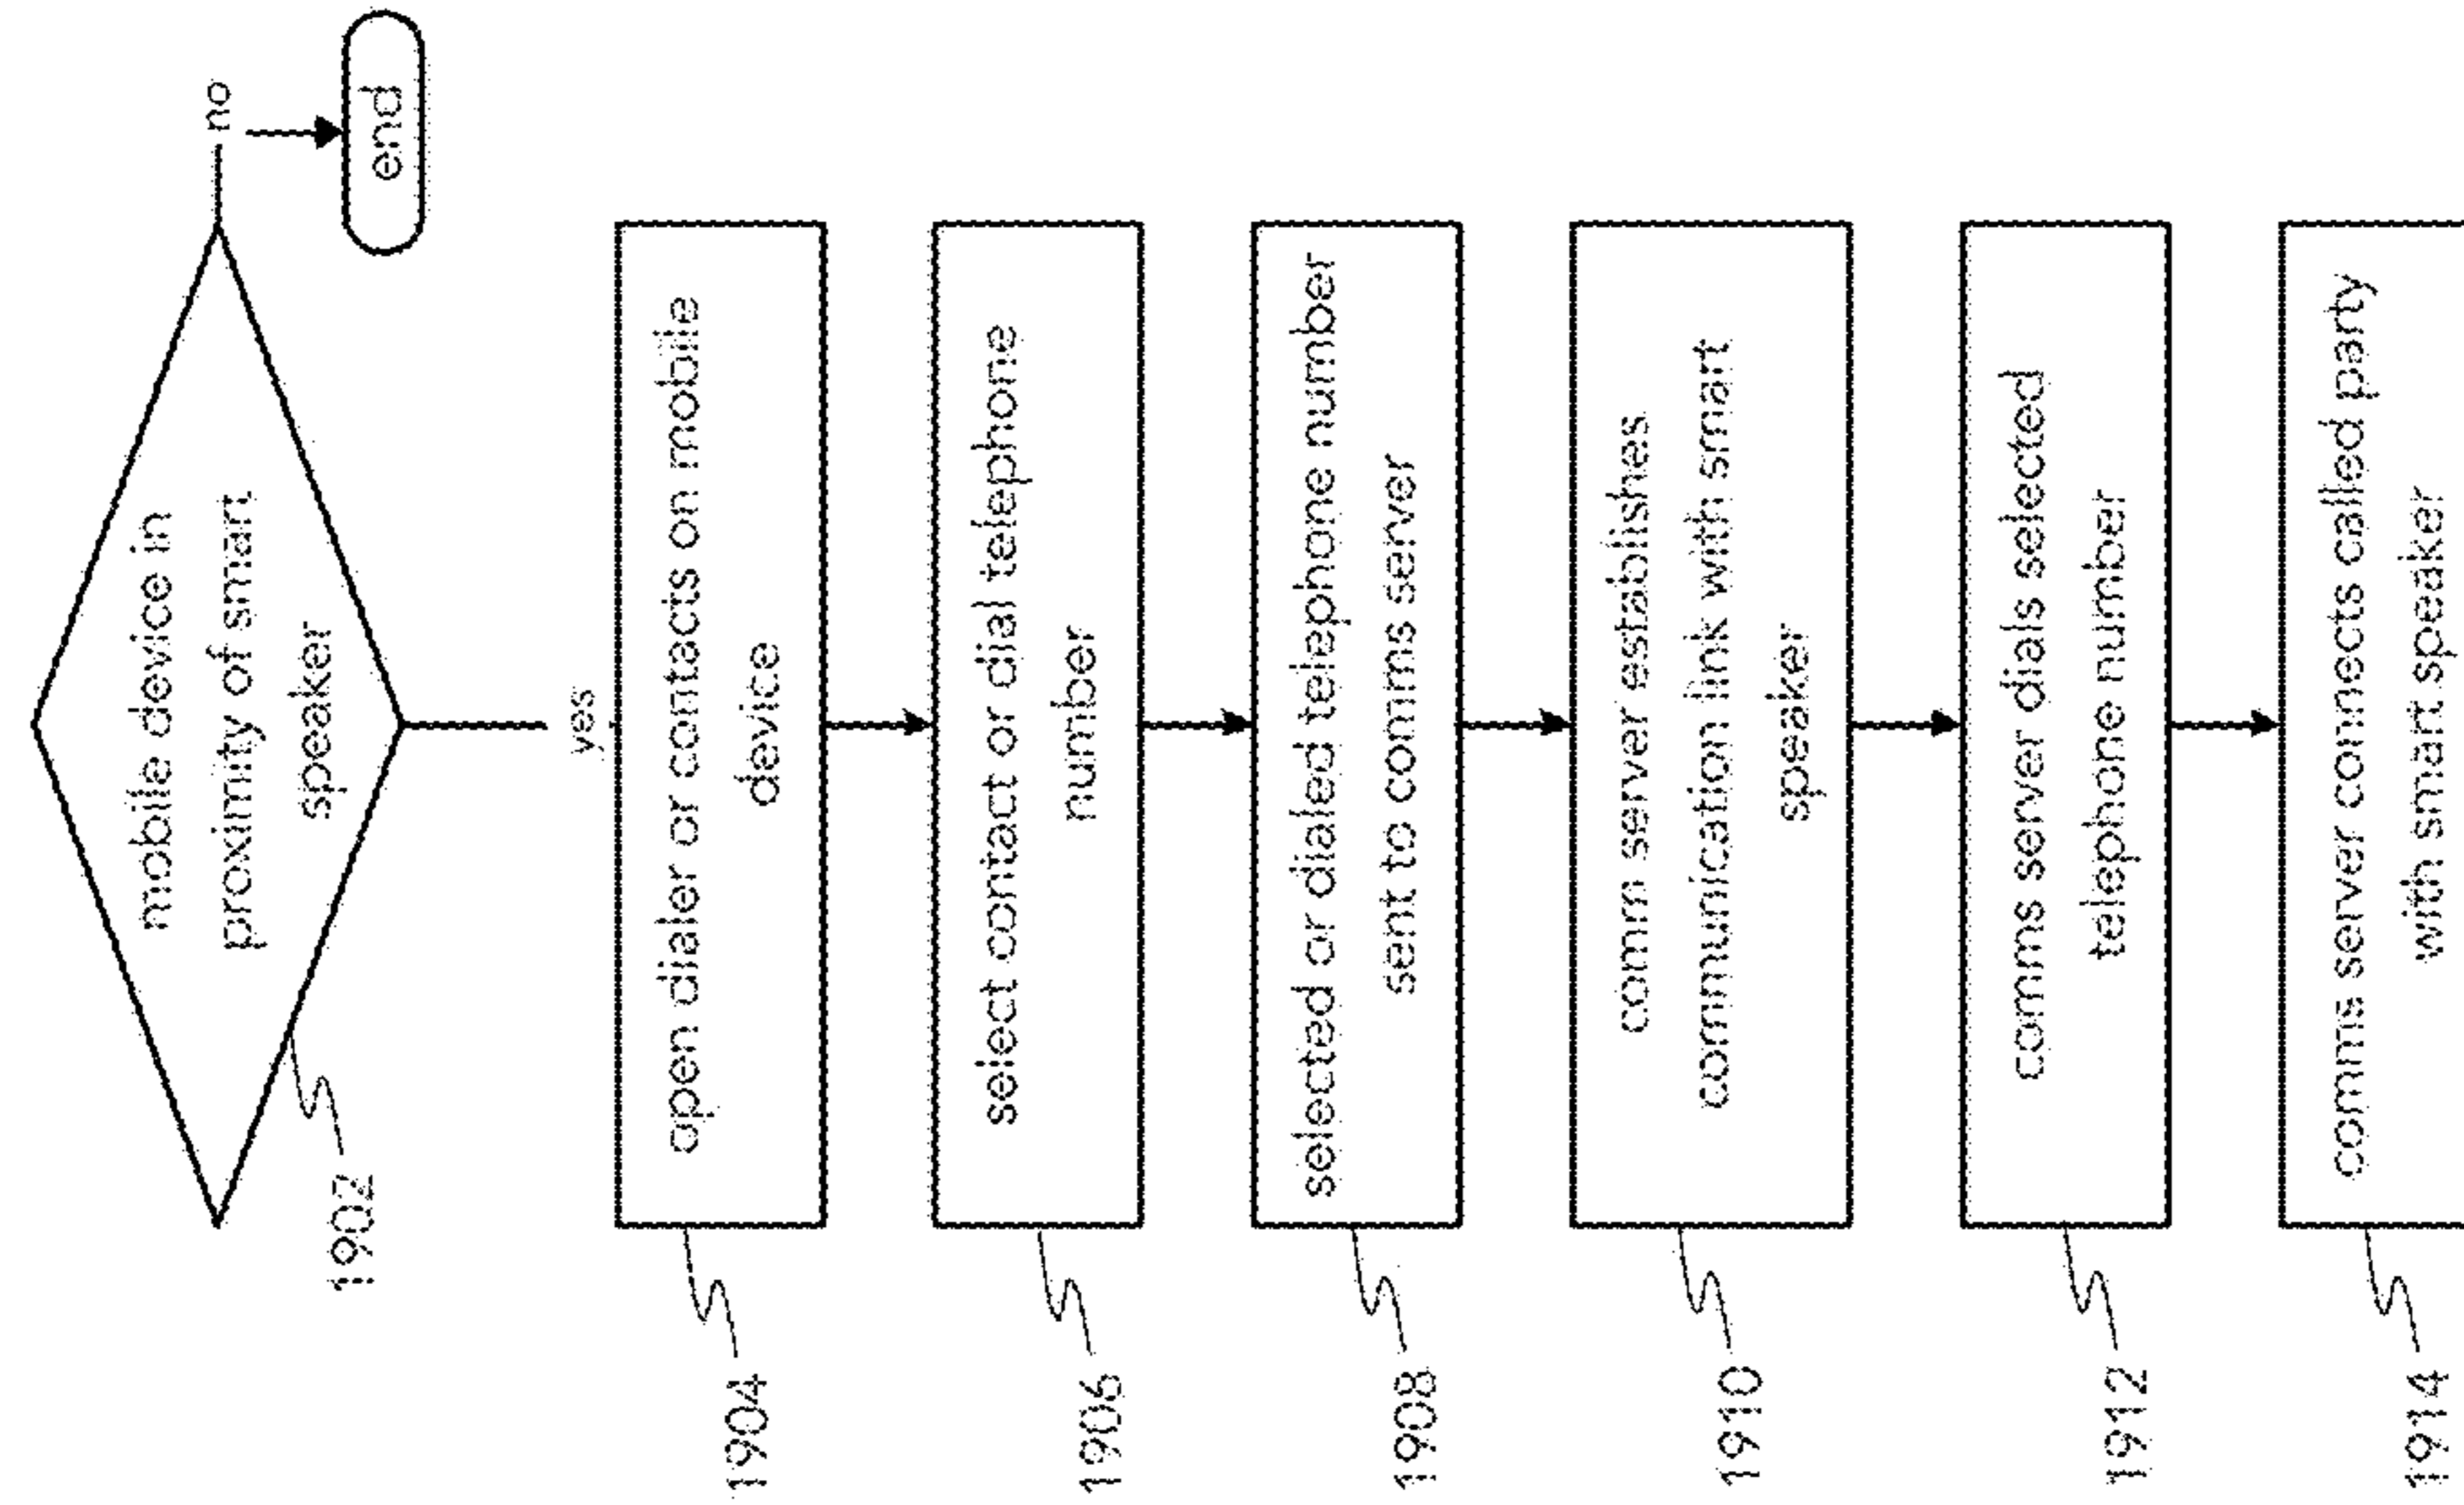 mobile device in
proximity of smart
speaker
no
end
1902
yes
open dialer or contacts on mobile
device
1904
select contact or dial telephone
number
1906
selected or dialed telephone number
sent to comms server
1908
comm server establishes
communication link with smart
speaker
1910
comms server dials selected
telephone number
1912
comms server connects called party
with smart speaker
1914